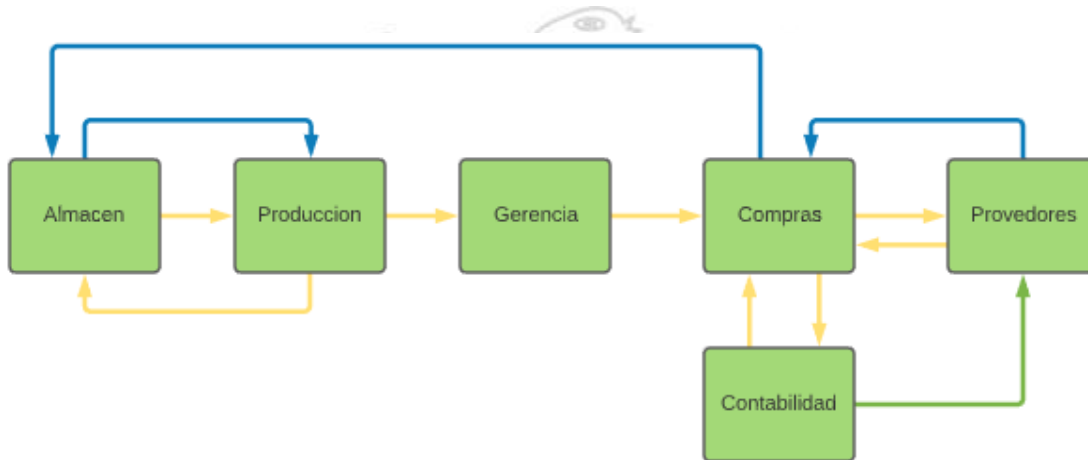 Almacen
Produccion
Gerencia
Compras
Provedores
Contabilidad